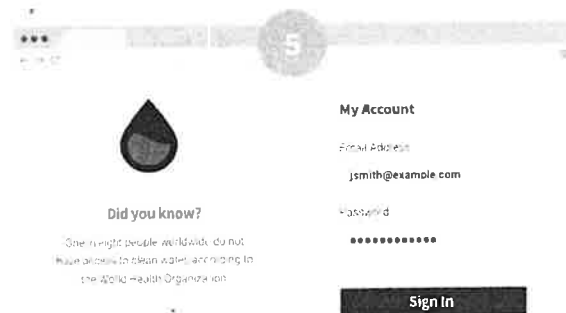 5
My Account
Email Address
jsmith@example.com
Password
••••••••••••
Did you know?
One in eight people worldwide do not
have access to clean water, according to
the World Health Organization
Sign In